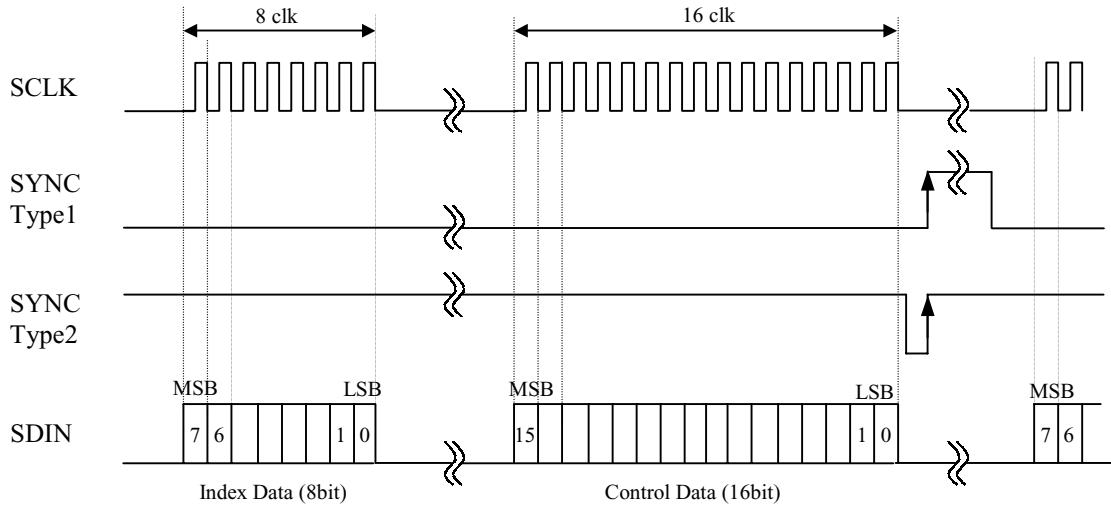 8 clk
16 clk
SCLK
SYNC
Type1
SYNC
Type2
MSB
LSB
MSB
LSB
MSB
SDIN
7 6 1 0
15 1 0
7 6
Index Data (8bit)
Control Data (16bit)